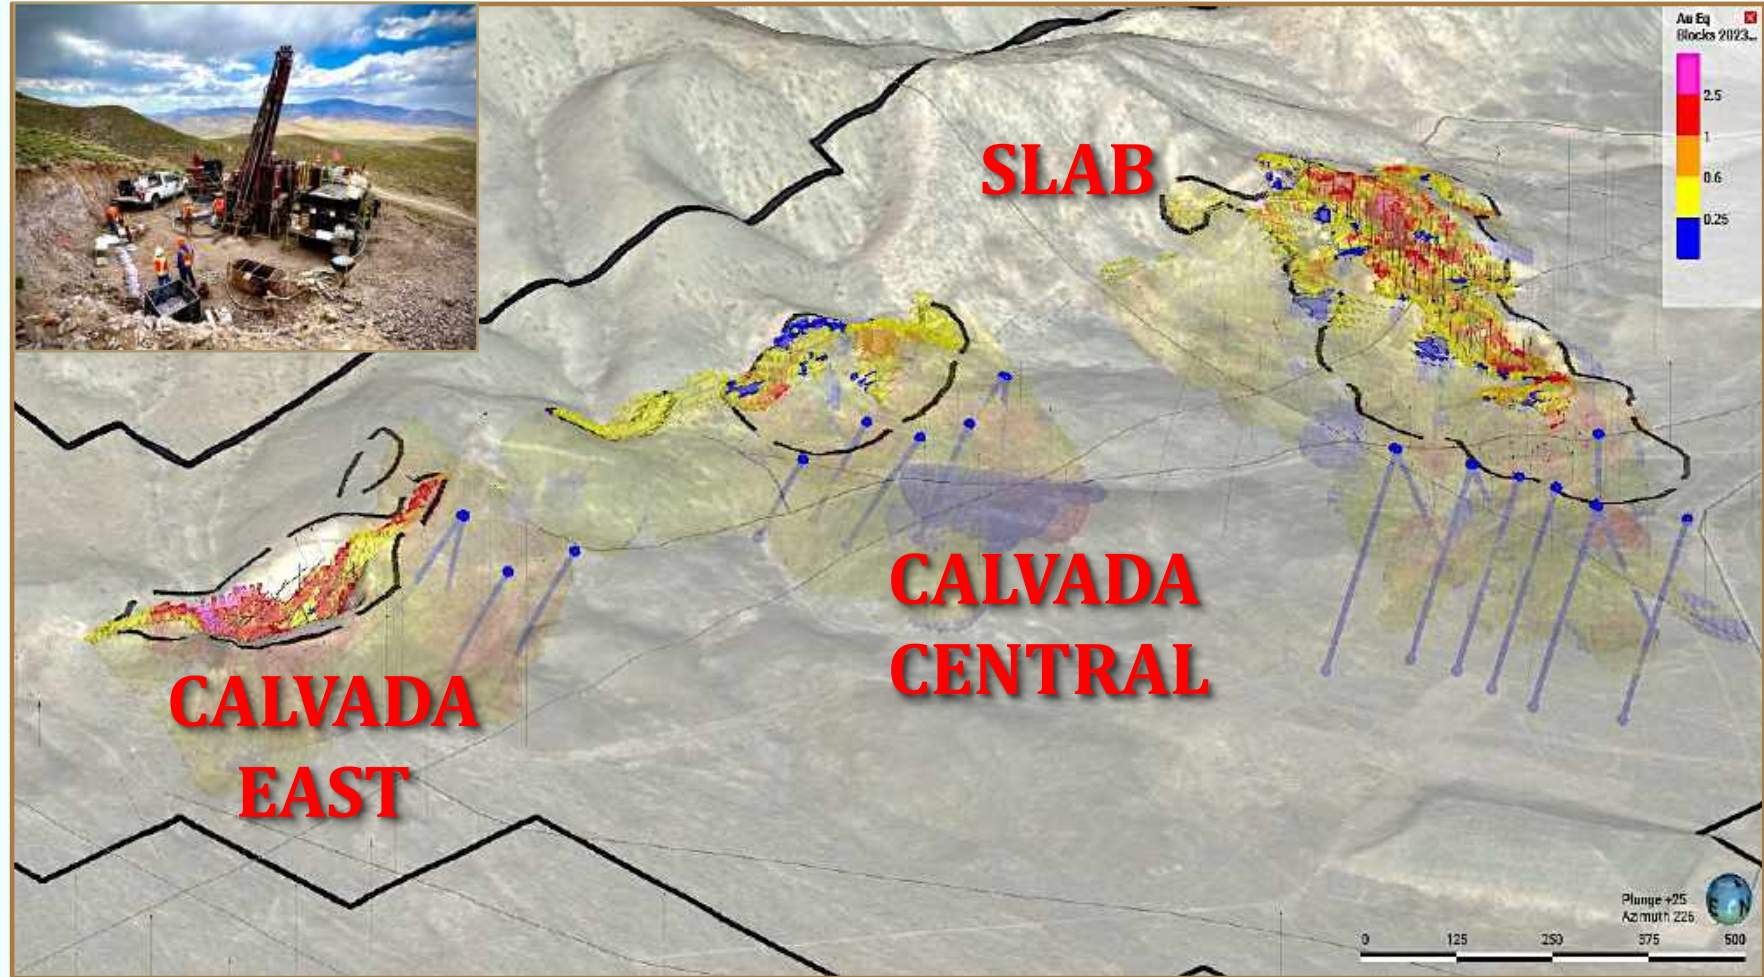 Au Eq
Blocks 2023...
2.5
1
0.6
0.25
SLAB
CALVADA
CENTRAL
CALVADA
EAST
Plunge +25
Azimuth 226
E N
0 125 250 375 500